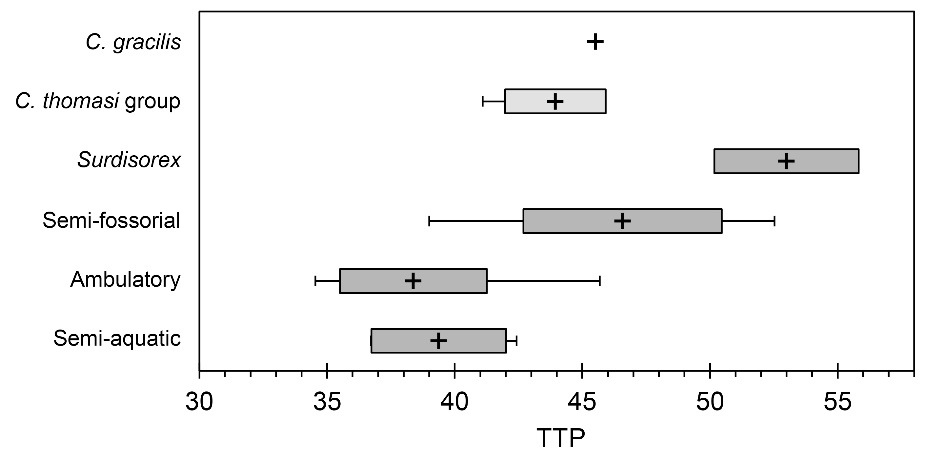 C. gracilis
C. thomasi group
Surdisorex
Semi-fossorial
Ambulatory
Semi-aquatic
30 35 40 45 50 55
TTP